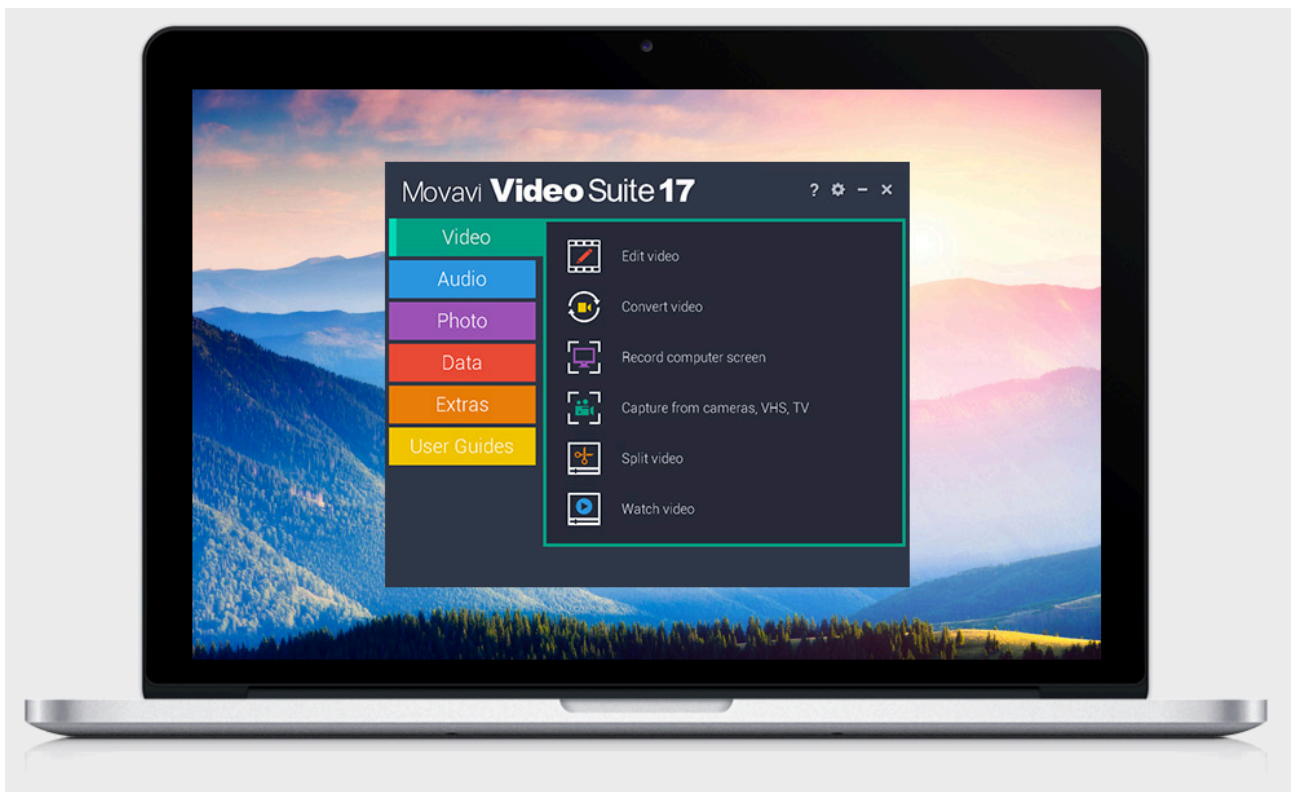 Movavi Video Suite 17
? - ×
Video
Audio
Photo
Data
Extras
User Guides
Edit video
Convert video
Record computer screen
Capture from cameras, VHS, TV
Split video
Watch video